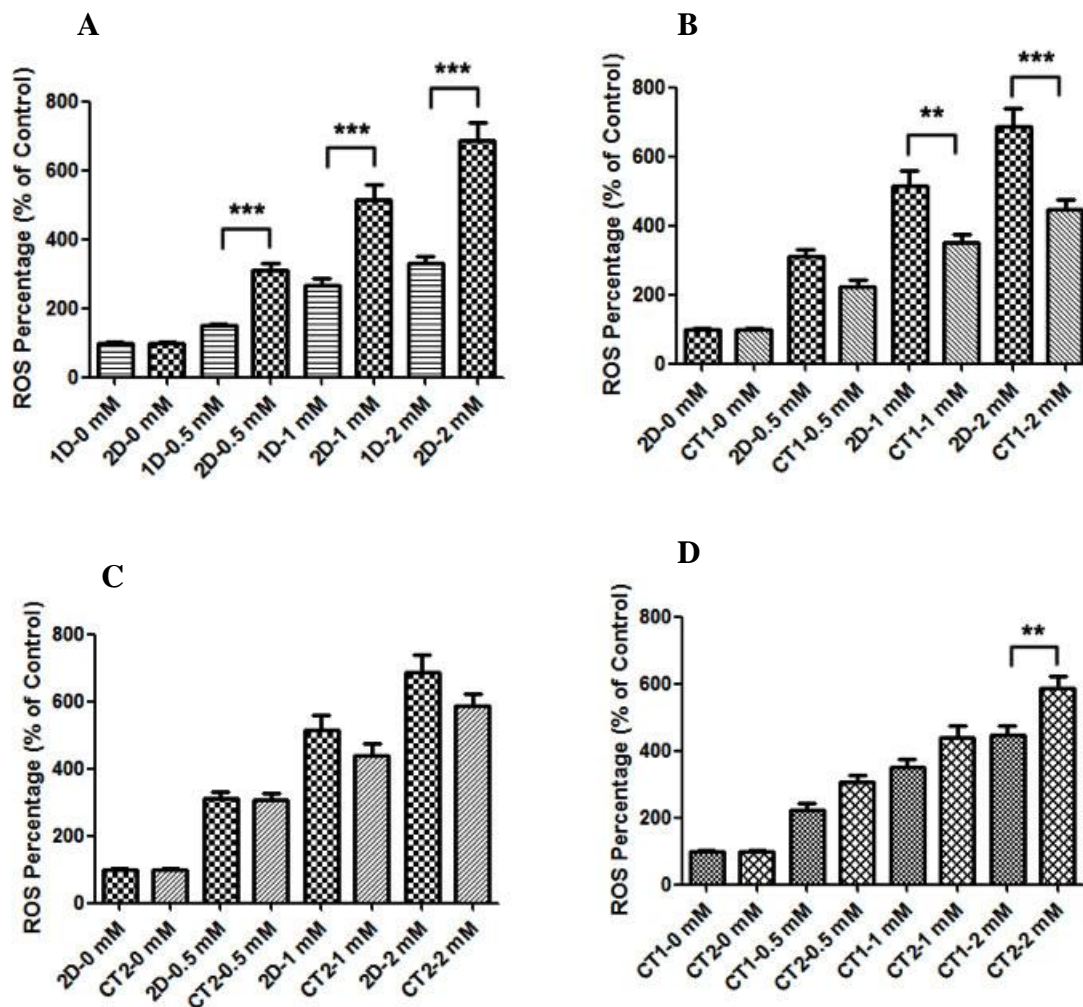 A
ROS Percentage (% of Control)
800
600
400
200
0
***
***
***
1D-0 mM
2D-0 mM
1D-0.5 mM
2D-0.5 mM
1D-1 mM
2D-1 mM
1D-2 mM
2D-2 mM
B
ROS Percentage (% of Control)
800
600
400
200
0
**
***
2D-0 mM
CT1-0 mM
2D-0.5 mM
CT1-0.5 mM
2D-1 mM
CT1-1 mM
2D-2 mM
CT1-2 mM
C
ROS Percentage (% of Control)
800
600
400
200
0
2D-0 mM
CT2-0 mM
2D-0.5 mM
CT2-0.5 mM
2D-1 mM
CT2-1 mM
2D-2 mM
CT2-2 mM
D
ROS Percentage (% of Control)
800
600
400
200
0
**
CT1-0 mM
CT2-0 mM
CT1-0.5 mM
CT2-0.5 mM
CT1-1 mM
CT2-1 mM
CT1-2 mM
CT2-2 mM